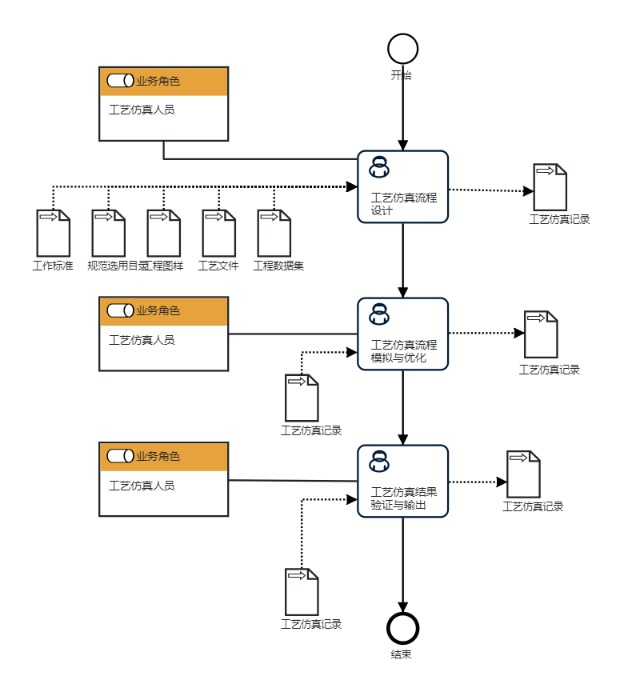 开始
业务角色
工艺仿真人员
工艺仿真流程
设计
工艺仿真记录
工作标准
规范选用目录
工程图样
工艺文件
工程数据集
业务角色
工艺仿真人员
工艺仿真流程
模拟与优化
工艺仿真记录
工艺仿真记录
业务角色
工艺仿真人员
工艺仿真结果
验证与输出
工艺仿真记录
工艺仿真记录
结束